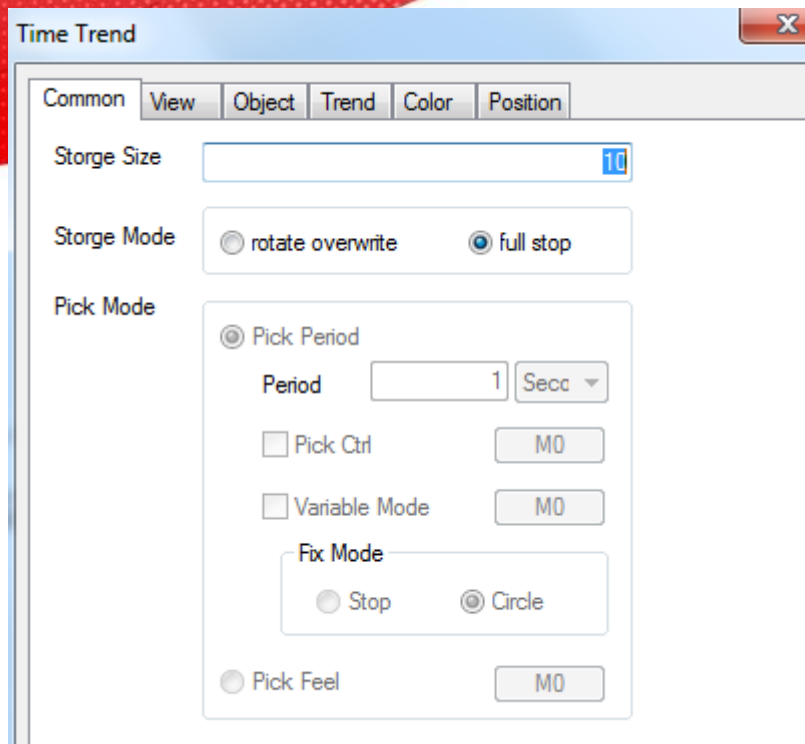 Time Trend
Common View Object Trend Color Position
Storge Size 10
Storge Mode rotate overwrite full stop
Pick Mode
Pick Period
Period 1 Seco
Pick Ctrl M0
Variable Mode M0
Fix Mode
Stop Circle
Pick Feel M0